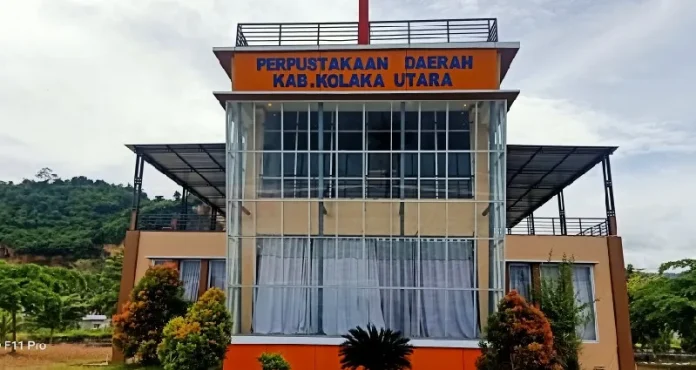 PERPUSTAKAAN DAERAH
KAB.KOLAKA UTARA
F11 Pro